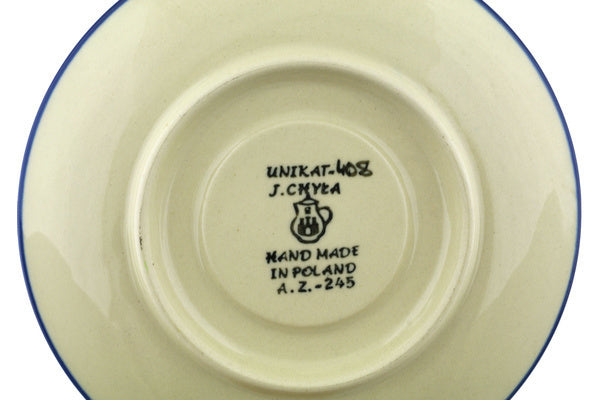 UNIKAT-408
J. CHYŁA
HAND MADE
IN POLAND
A.Z.-245